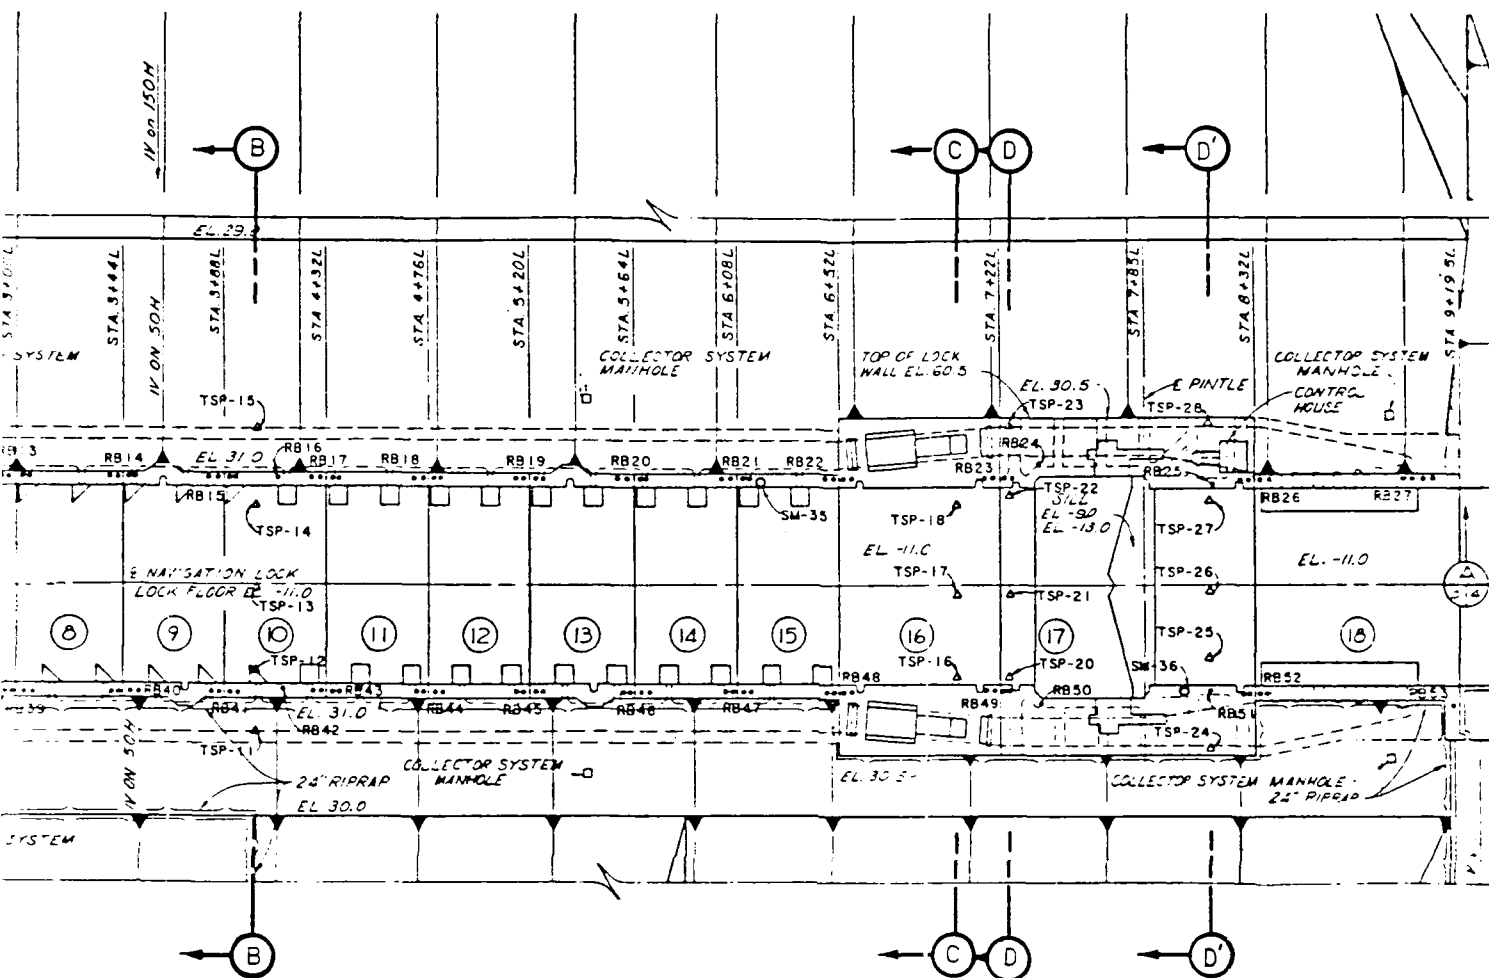 1V on 150H
B
C
D
D'
EL. 29.
STA. 3+44L
STA. 3+88L
STA. 4+32L
STA. 4+76L
STA. 5+20L
STA. 5+64L
STA. 6+08L
STA. 6+52L
STA. 7+22L
STA. 7+85L
STA. 8+32L
STA 9+19.5L
1V ON 50H
SYSTEM
COLLECTOR SYSTEM
MANHOLE
TOP OF LOCK
WALL EL. 60.5
EL. 30.5
℄ PINTLE
COLLECTOR SYSTEM
MANHOLE
CONTROL
HOUSE
TSP-15
TSP-23
TSP-28
RB13
RB14
EL. 31.0
RB16
RB17
RB18
RB19
RB20
RB21
RB22
RB23
RB24
RB25
RB26
RB27
RB15
TSP-14
SM-35
TSP-18
TSP-22
SILL
EL -9.0
EL -13.0
TSP-27
EL. -11.0
EL. -11.0
℄ NAVIGATION LOCK
LOCK FLOOR EL -11.0
TSP-13
TSP-17
TSP-21
TSP-26
8
9
10
11
12
13
14
15
16
17
18
TSP-12
TSP-16
TSP-20
TSP-25
SM-36
RB39
RB40
RB41
RB42
RB43
RB44
RB45
RB46
RB47
RB48
RB49
RB50
RB51
RB52
EL. 31.0
TSP-11
TSP-24
1V ON 50H
24" RIPRAP
EL 30.0
COLLECTOR SYSTEM
MANHOLE
EL. 30.5
COLLECTOR SYSTEM MANHOLE
24" RIPRAP
SYSTEM
B
C
D
D'